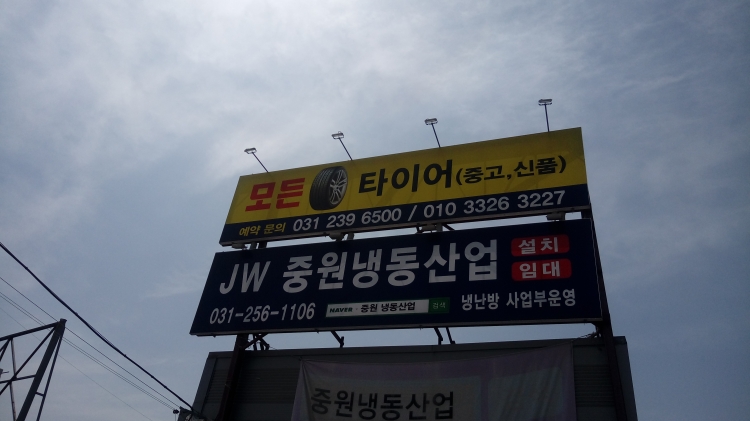 모든 타이어(중고,신품)
예약 문의 031 239 6500 / 010 3326 3227
JW 중원냉동산업 설치 임대
031-256-1106 NAVER 중원 냉동산업 검색 냉난방 사업부운영
중원냉동산업